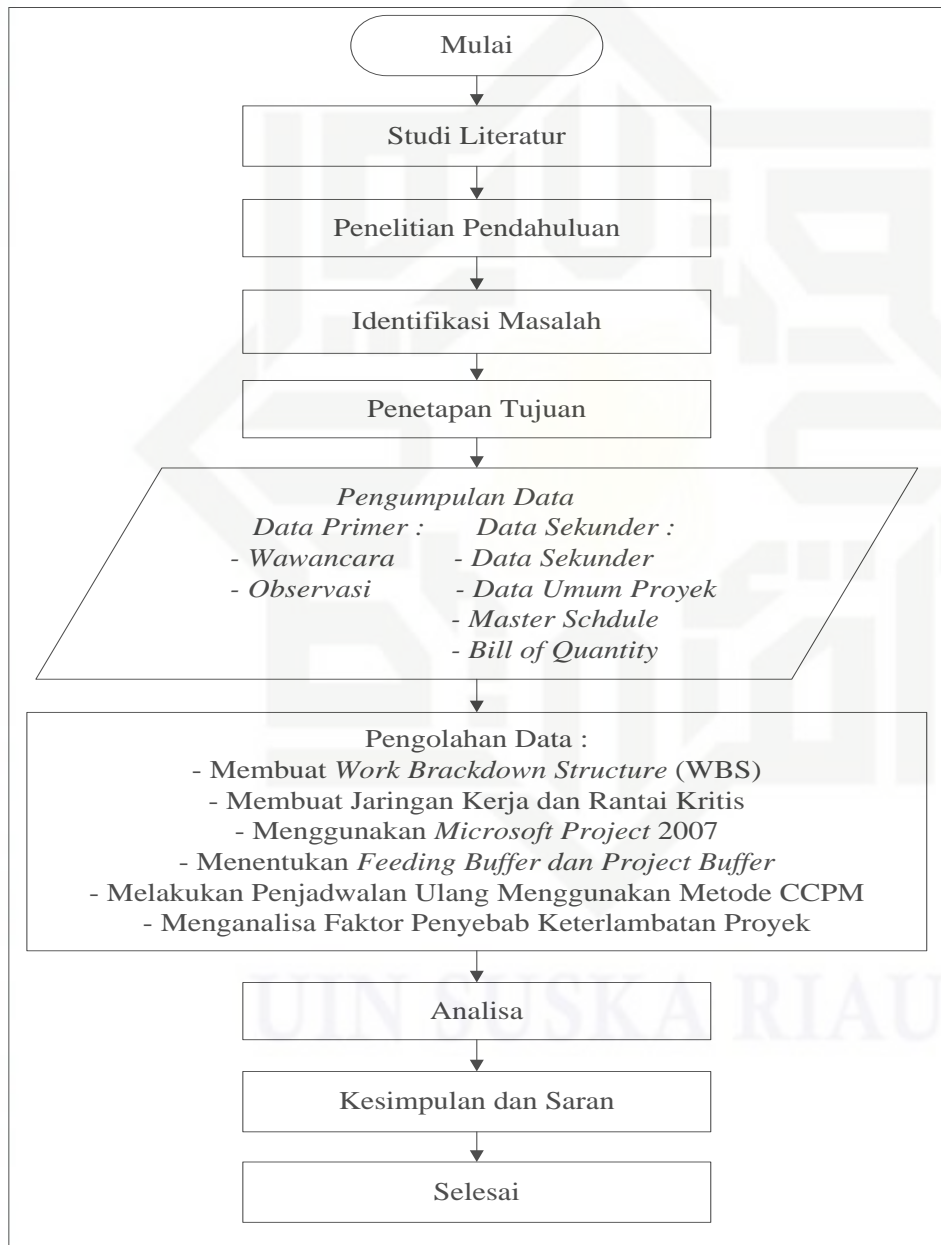 Mulai
Studi Literatur
Penelitian Pendahuluan
Identifikasi Masalah
Penetapan Tujuan
Pengumpulan Data
Data Primer : Data Sekunder :
- Wawancara - Data Sekunder
- Observasi - Data Umum Proyek
- Master Schdule
- Bill of Quantity
Pengolahan Data :
- Membuat Work Brackdown Structure (WBS)
- Membuat Jaringan Kerja dan Rantai Kritis
- Menggunakan Microsoft Project 2007
- Menentukan Feeding Buffer dan Project Buffer
- Melakukan Penjadwalan Ulang Menggunakan Metode CCPM
- Menganalisa Faktor Penyebab Keterlambatan Proyek
UIN SUSKA RIAU
Analisa
Kesimpulan dan Saran
Selesai